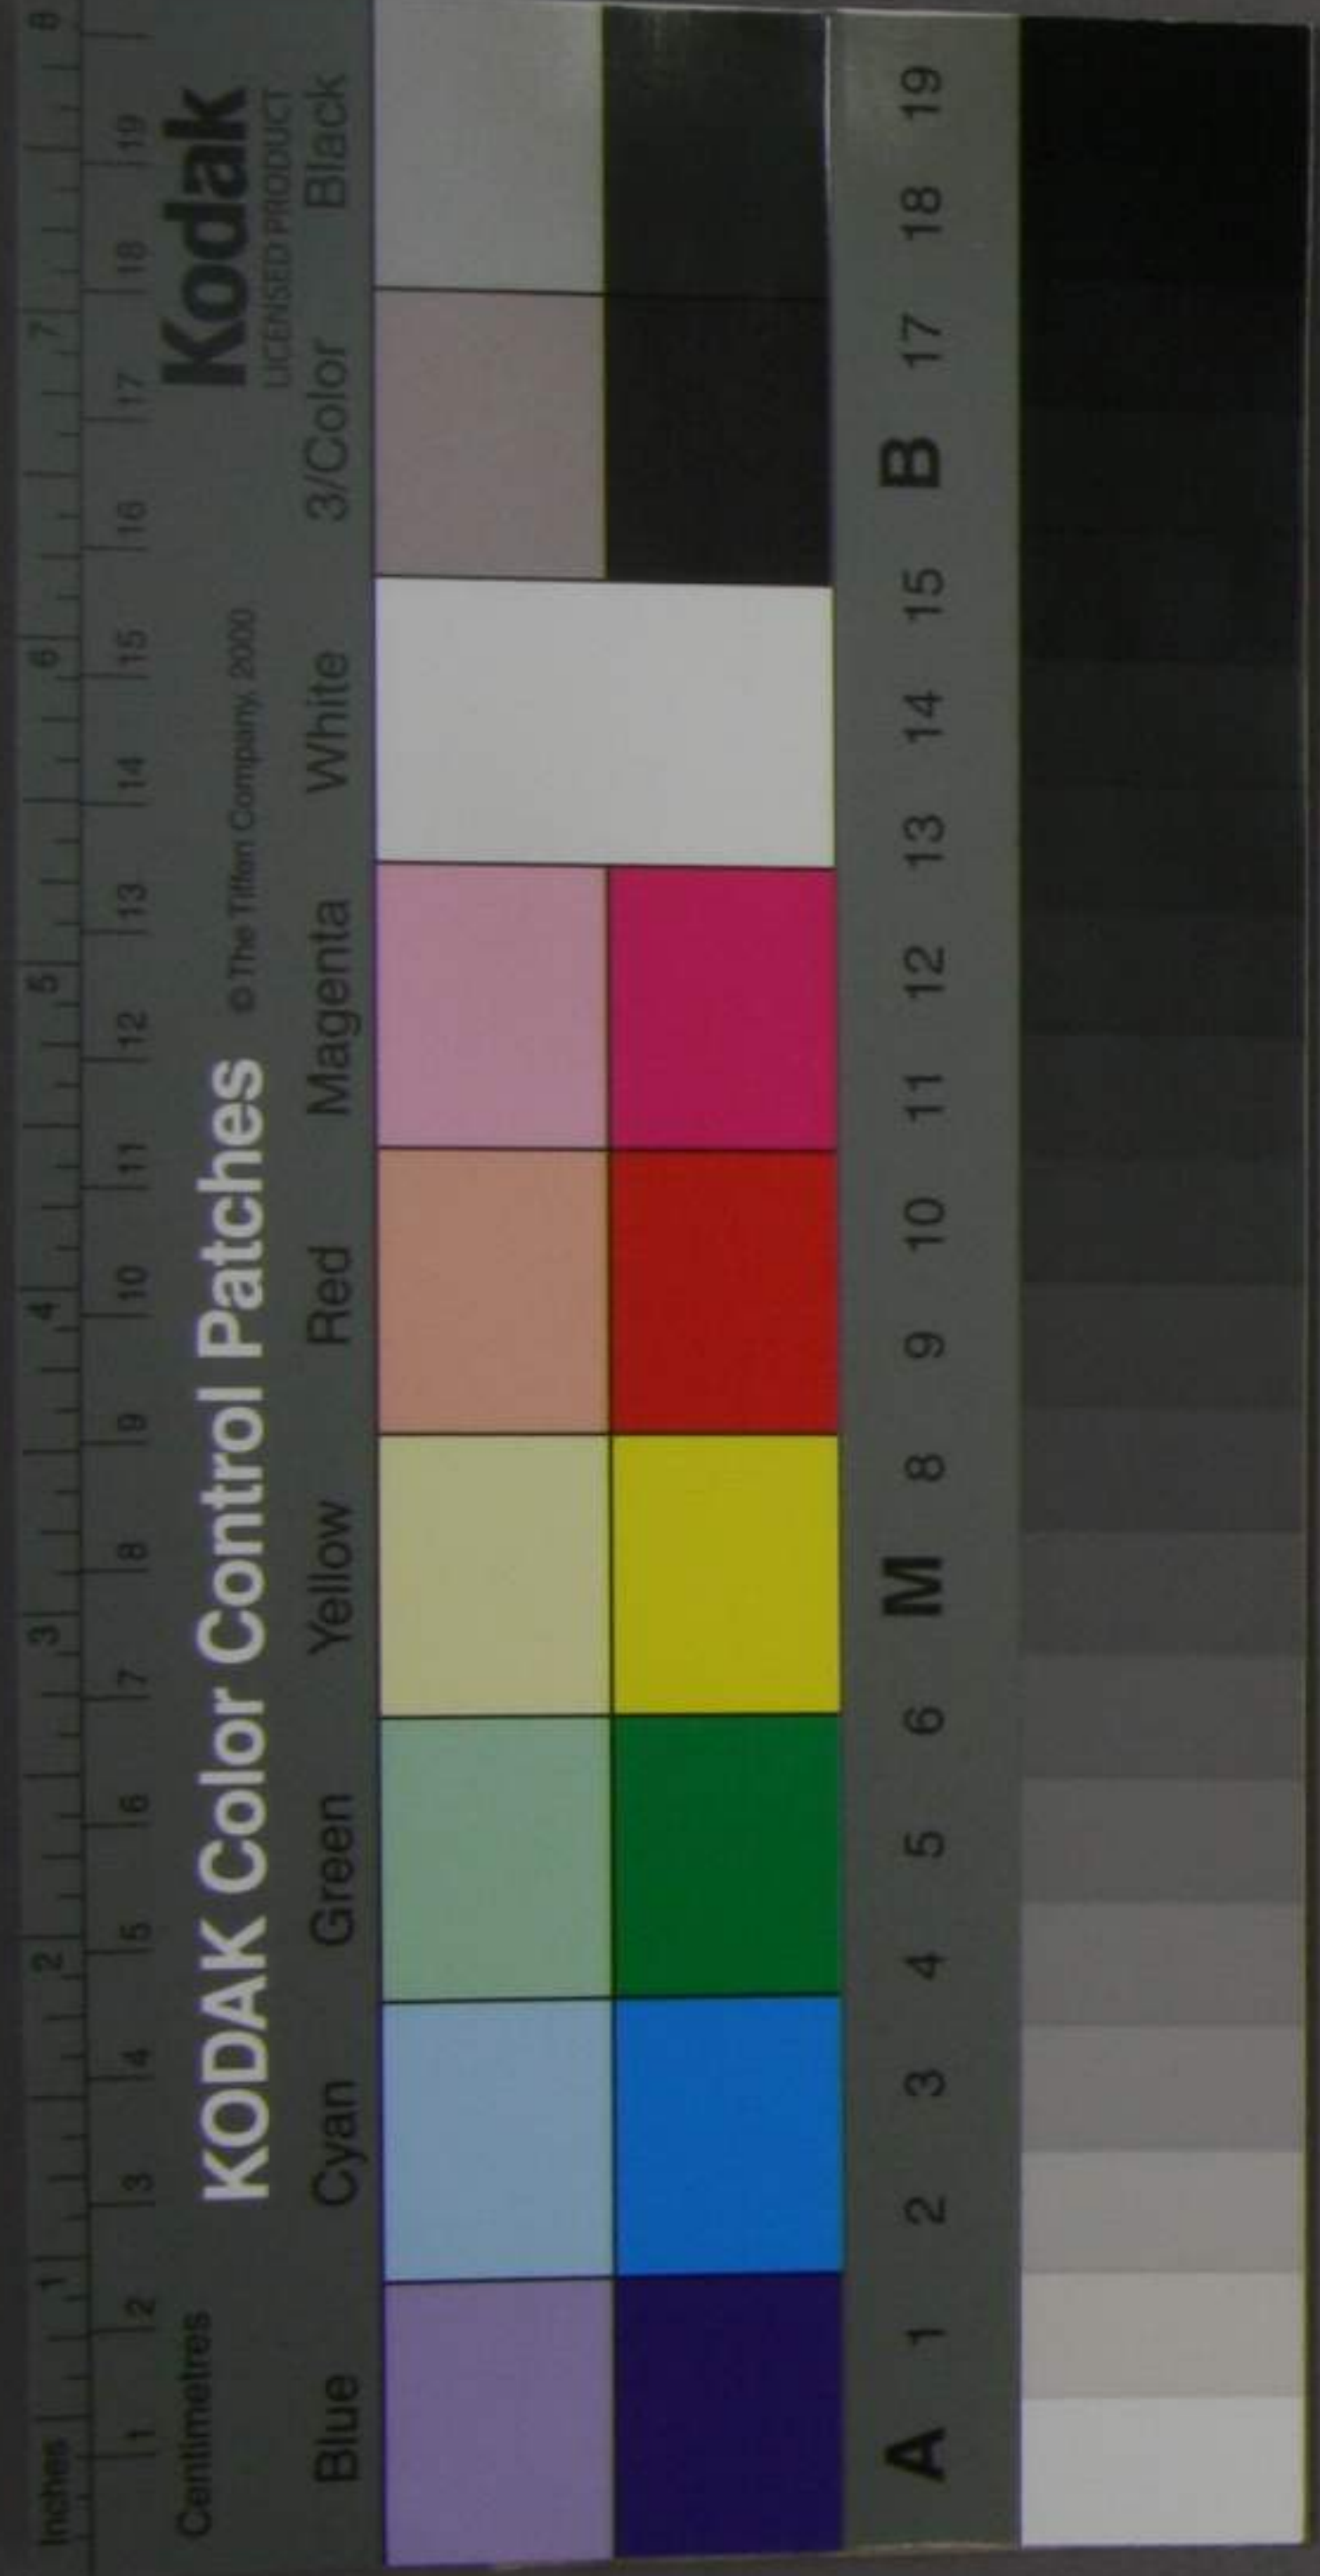 Inches 1 2 3 4 5 6 7 8
1 2 3 4 5 6 7 8 9 10 11 12 13 14 15 16 17 18 19
Centimetres
KODAK Color Control Patches © The Tiffen Company, 2000
Kodak
LICENSED PRODUCT
Blue Cyan Green Yellow Red Magenta White 3/Color Black
A 1 2 3 4 5 6 M 8 9 10 11 12 13 14 15 B 17 18 19